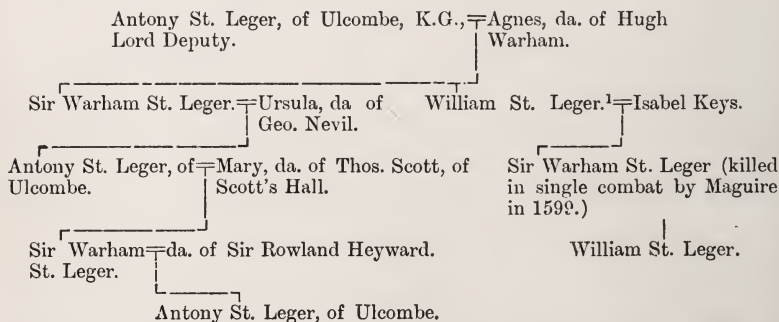 Antony St. Leger, of Ulcombe, K.G., Agnes, da. of Hugh
Lord Deputy. Warham.
Sir Warham St. Leger. Ursula, da of William St. Leger.¹ Isabel Keys.
Geo. Nevil.
Antony St. Leger, of Mary, da. of Thos. Scott, of Sir Warham St. Leger (killed
Ulcombe. Scott's Hall. in single combat by Maguire
in 1599.)
Sir Warham da. of Sir Rowland Heyward. William St. Leger.
St. Leger.
Antony St. Leger, of Ulcombe.